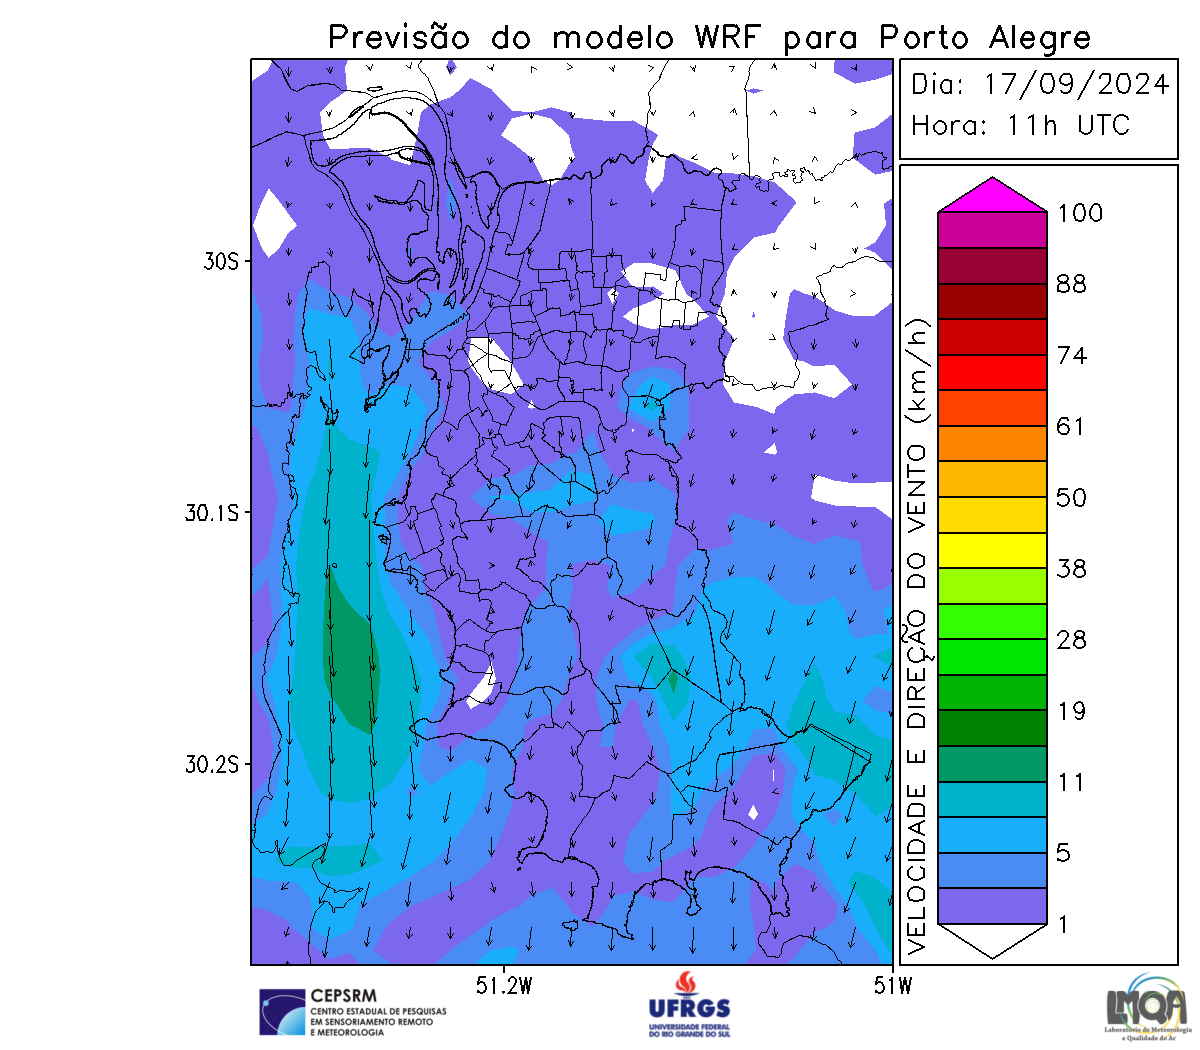 Previsão do modelo WRF para Porto Alegre
Dia: 17/09/2024
Hora: 11h UTC
30S
30.1S
30.2S
51.2W
51W
VELOCIDADE E DIREÇÃO DO VENTO (km/h)
100
88
74
61
50
38
28
19
11
5
1
CEPSRM
CENTRO ESTADUAL DE PESQUISAS
EM SENSORIAMENTO REMOTO
E METEOROLOGIA
UFRGS
UNIVERSIDADE FEDERAL
DO RIO GRANDE DO SUL
LMQA
Laboratório de Meteorologia
e Qualidade do Ar